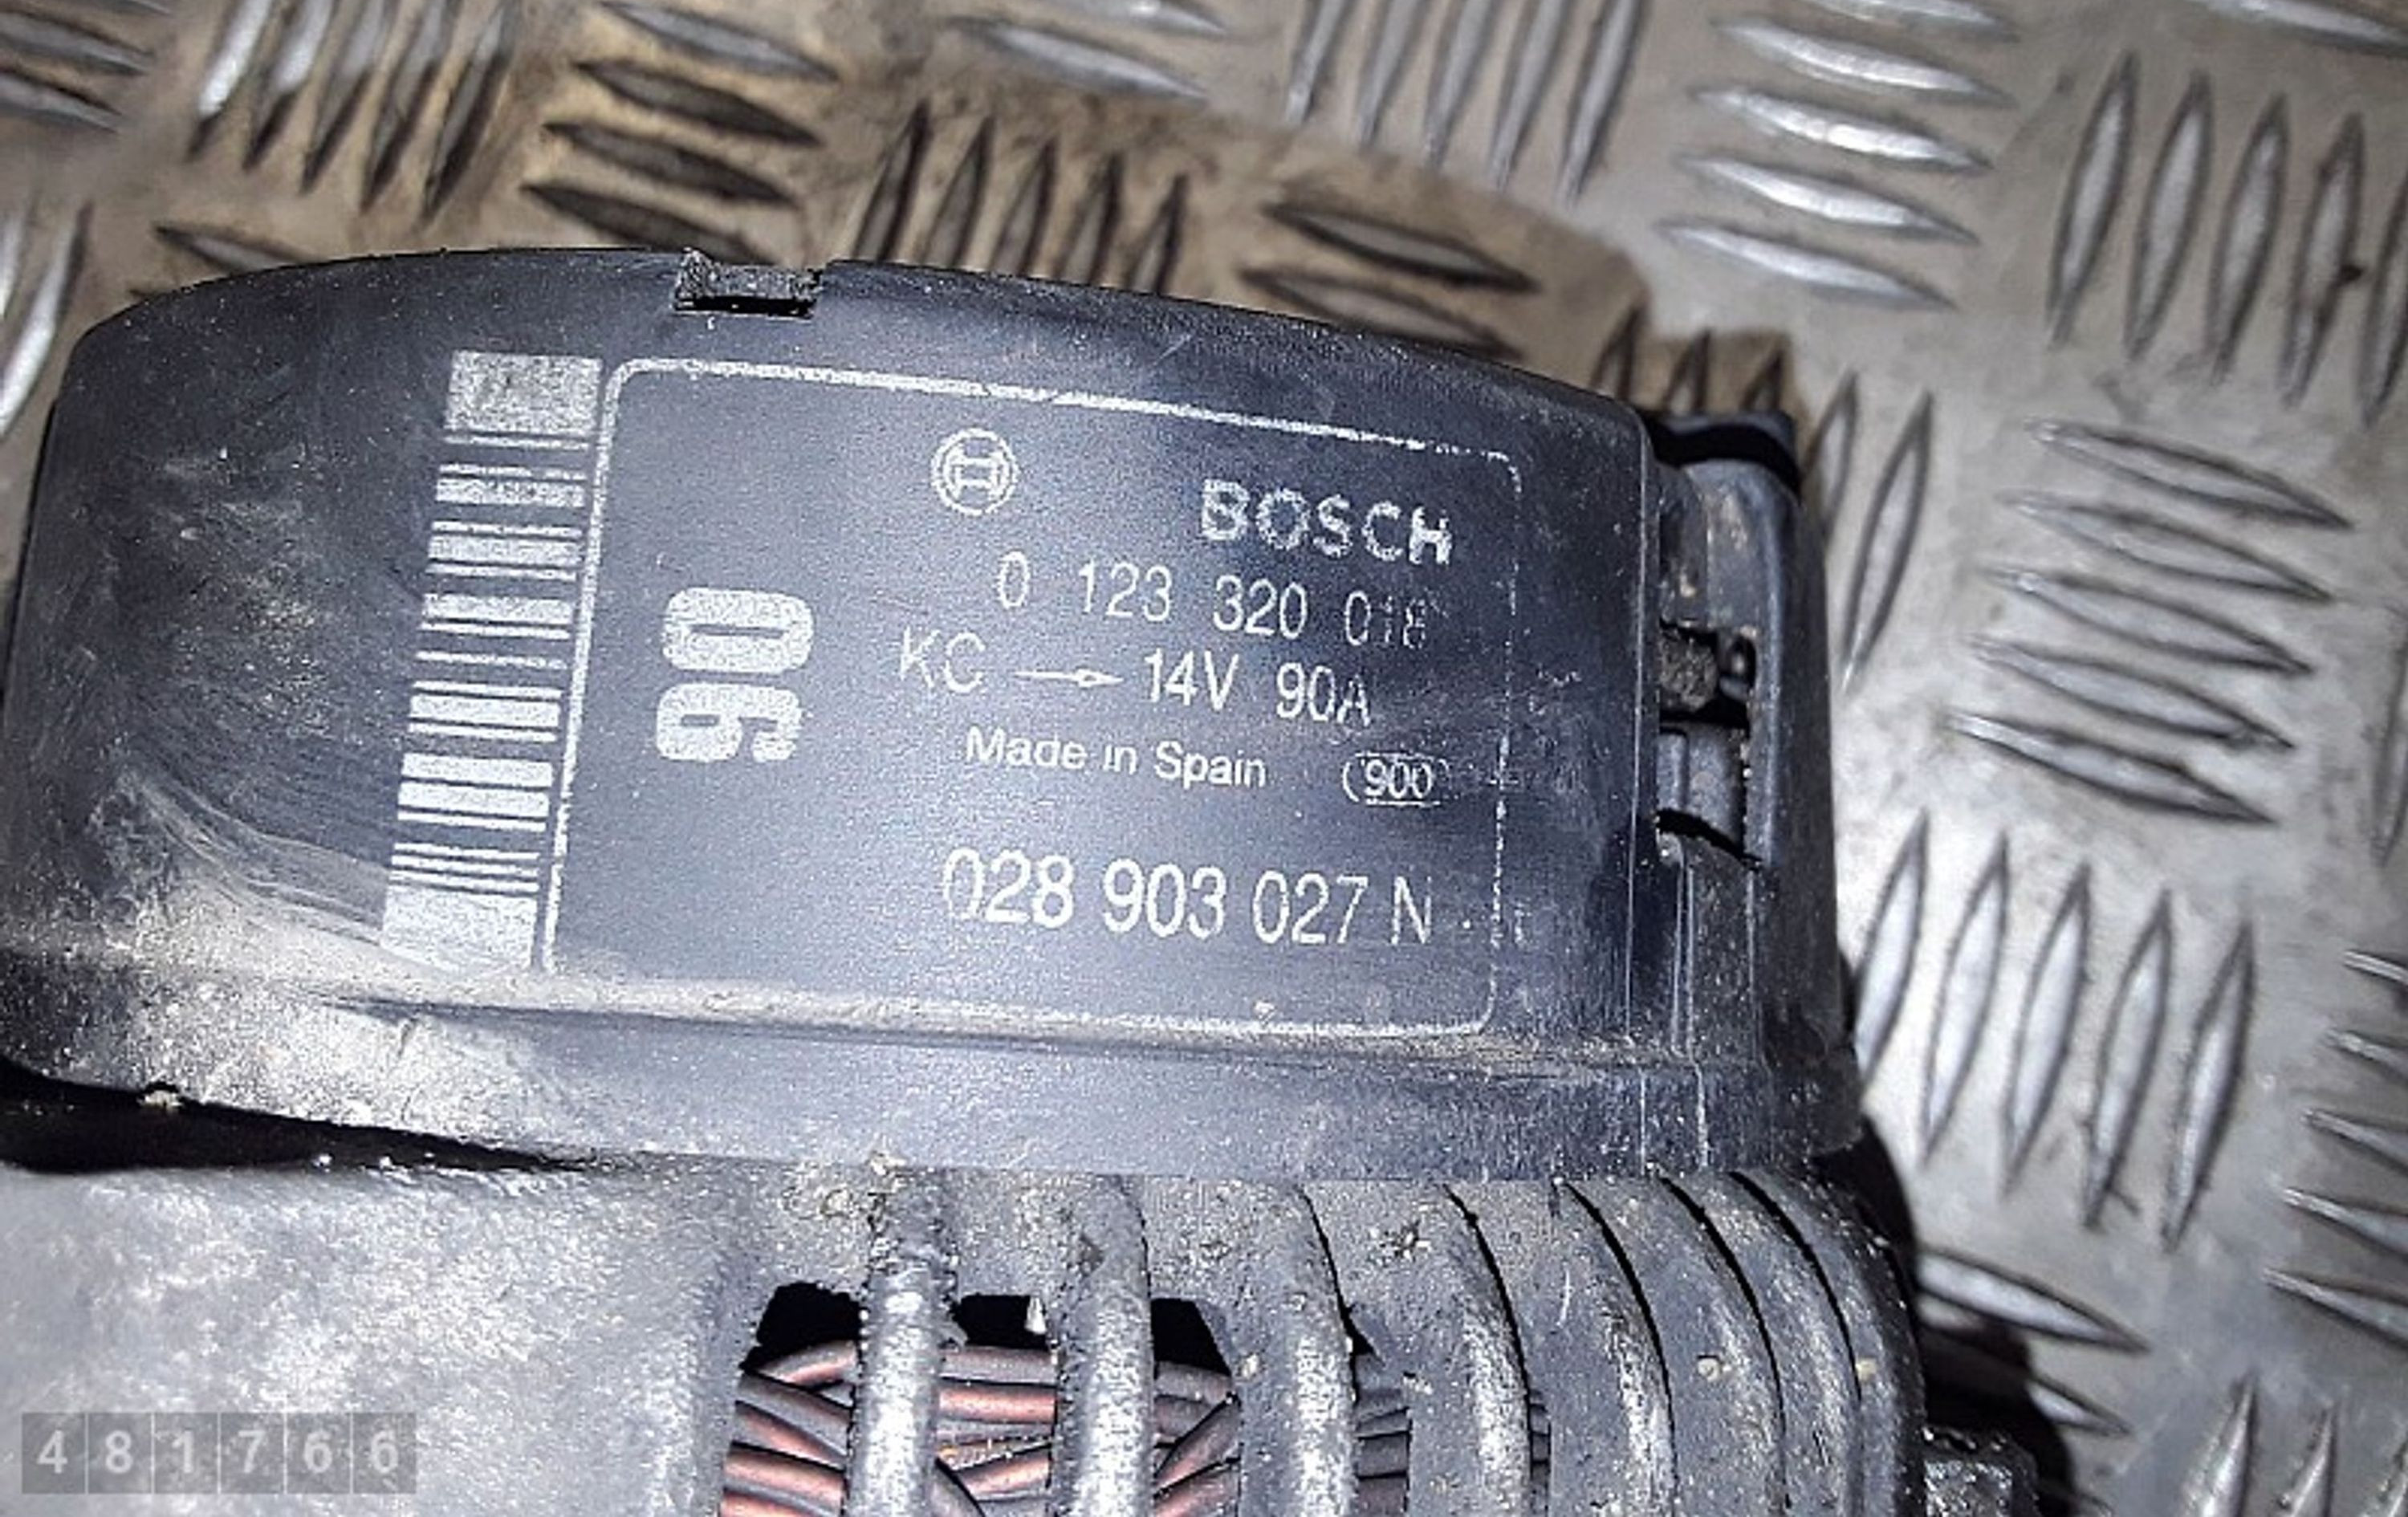 BOSCH
0 123 320 018
KC 14V 90A
Made in Spain 900
028 903 027 N
90
481766